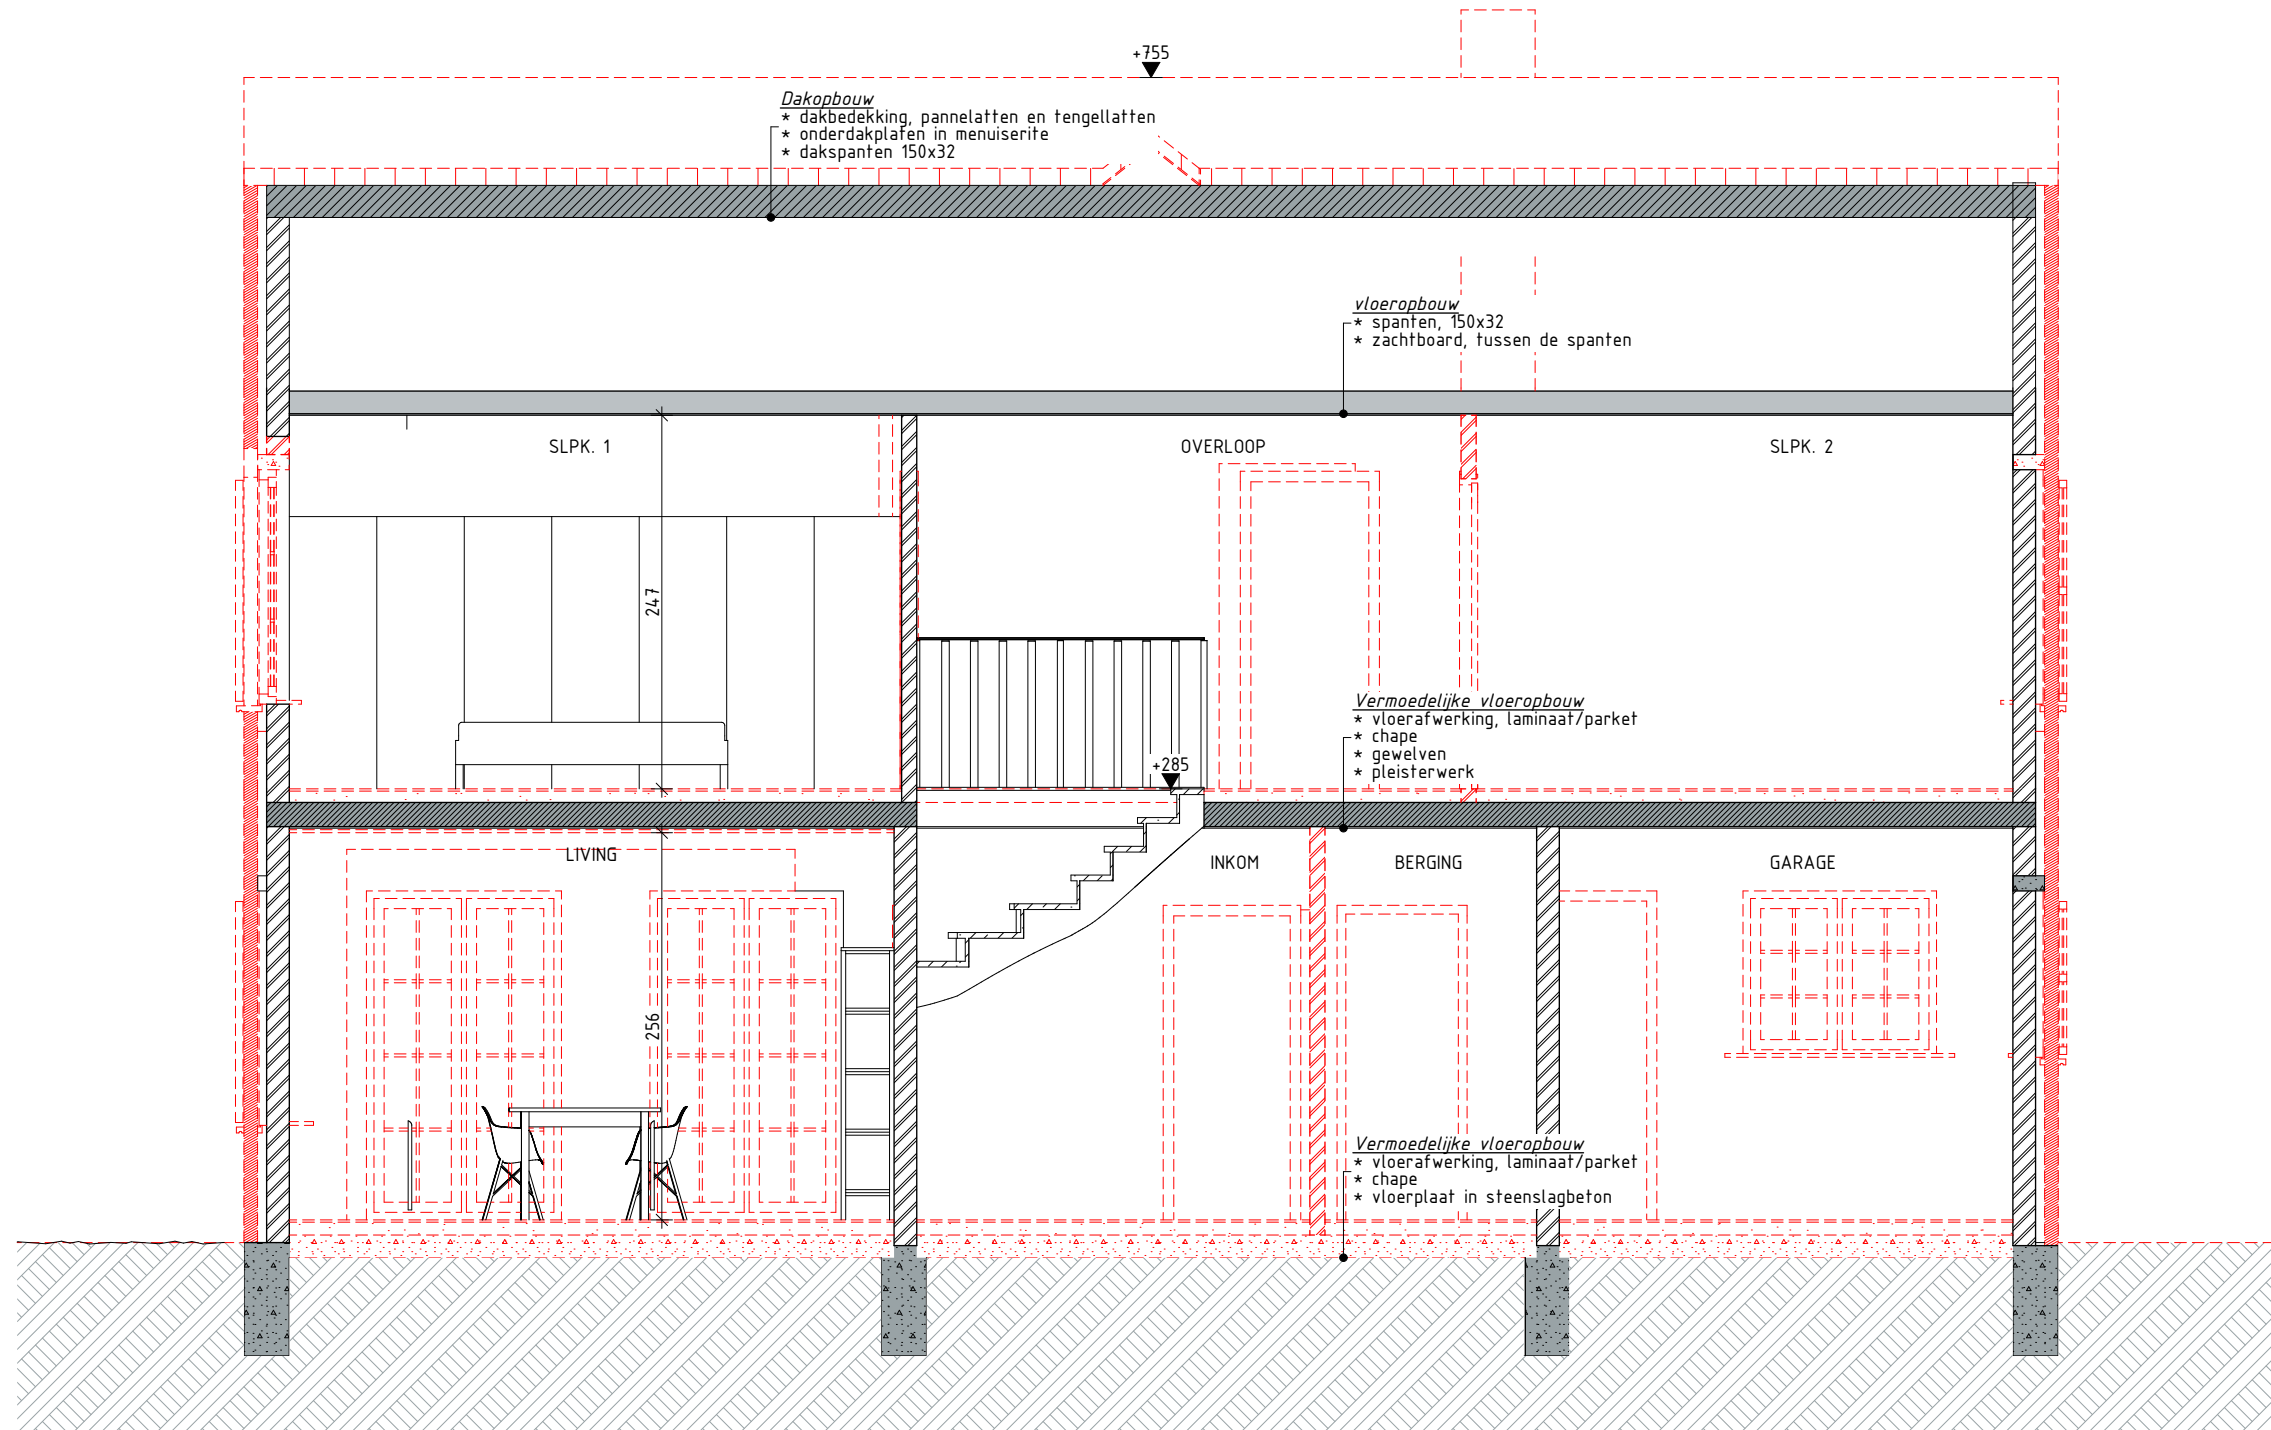 +755
Dakopbouw
* dakbedekking, pannelatten en tengellatten
* onderdakplaten in menuiserite
* dakspanten 150x32
vloeropbouw
* spanten, 150x32
* zachtboard, tussen de spanten
SLPK. 1
OVERLOOP
SLPK. 2
247
Vermoedelijke vloeropbouw
* vloerafwerking, laminaat/parket
* chape
* gewelven
* pleisterwerk
+285
LIVING
INKOM
BERGING
GARAGE
256
Vermoedelijke vloeropbouw
* vloerafwerking, laminaat/parket
* chape
* vloerplaat in steenslagbeton